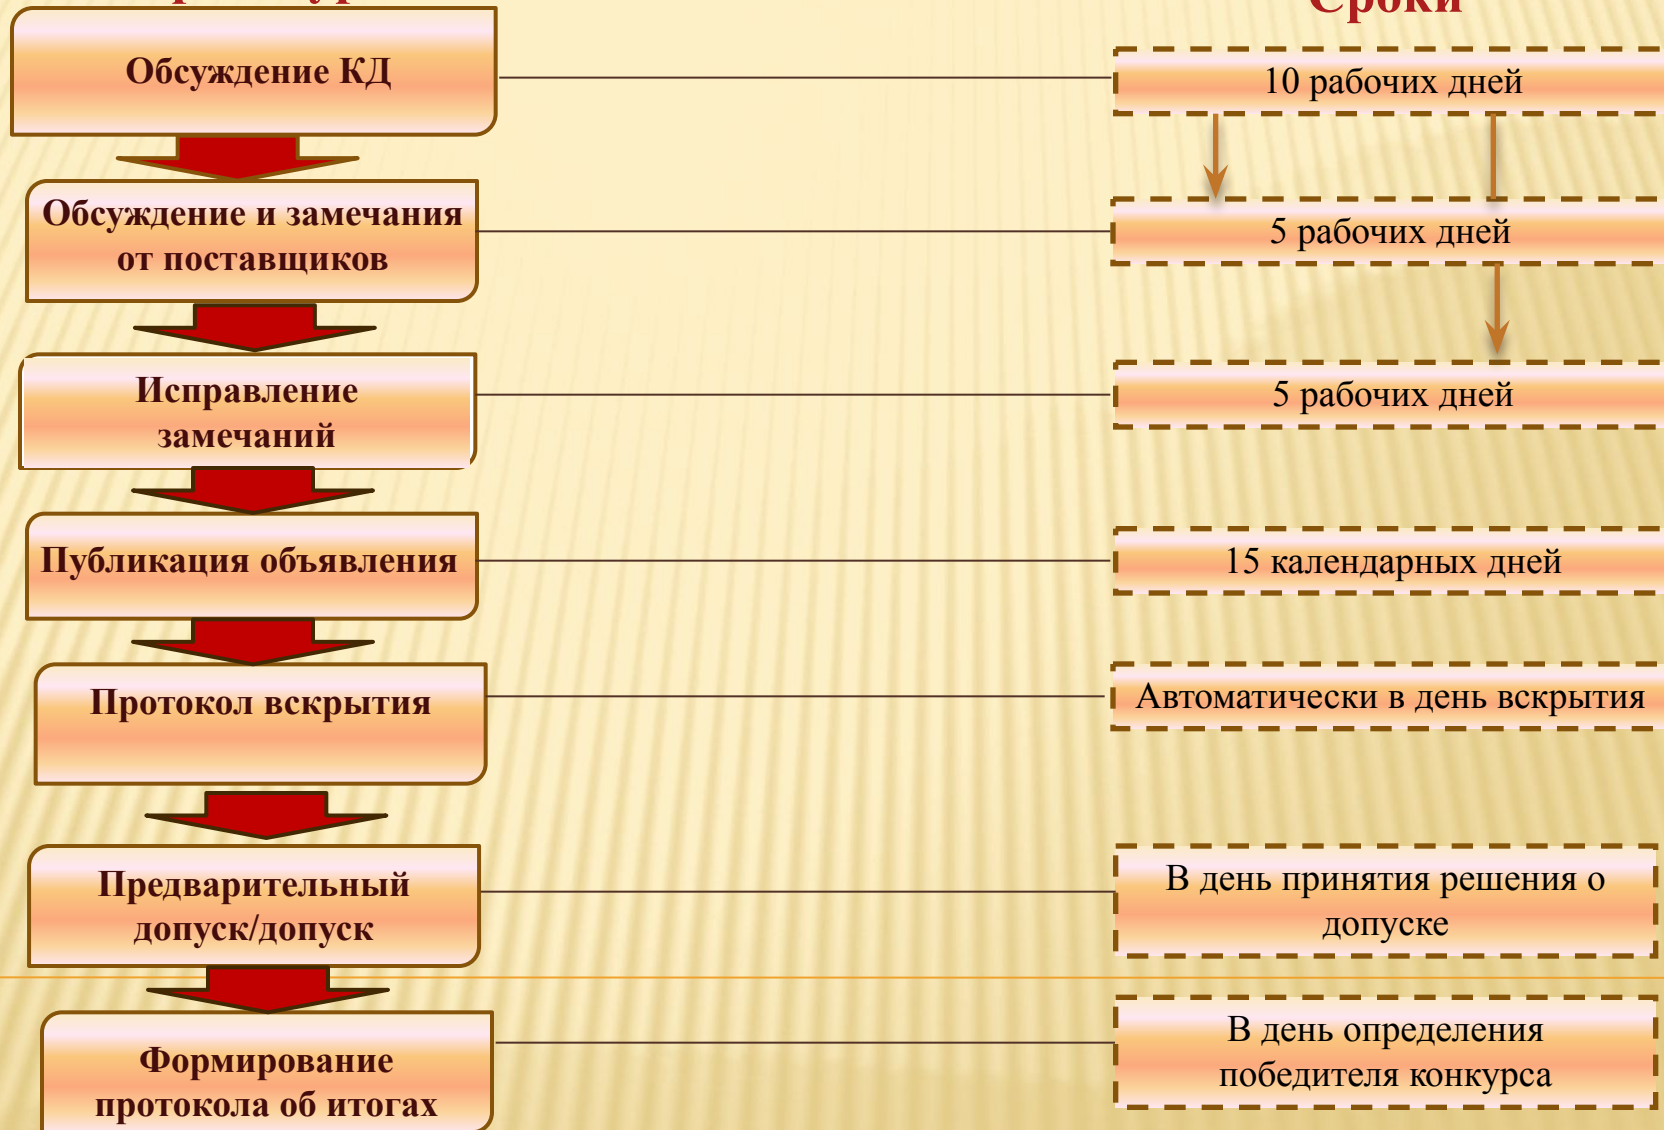 Сроки
Обсуждение КД
10 рабочих дней
Обсуждение и замечания
от поставщиков
5 рабочих дней
Исправление
замечаний
5 рабочих дней
Публикация объявления
15 календарных дней
Протокол вскрытия
Автоматически в день вскрытия
Предварительный
допуск/допуск
В день принятия решения о
допуске
Формирование
протокола об итогах
В день определения
победителя конкурса